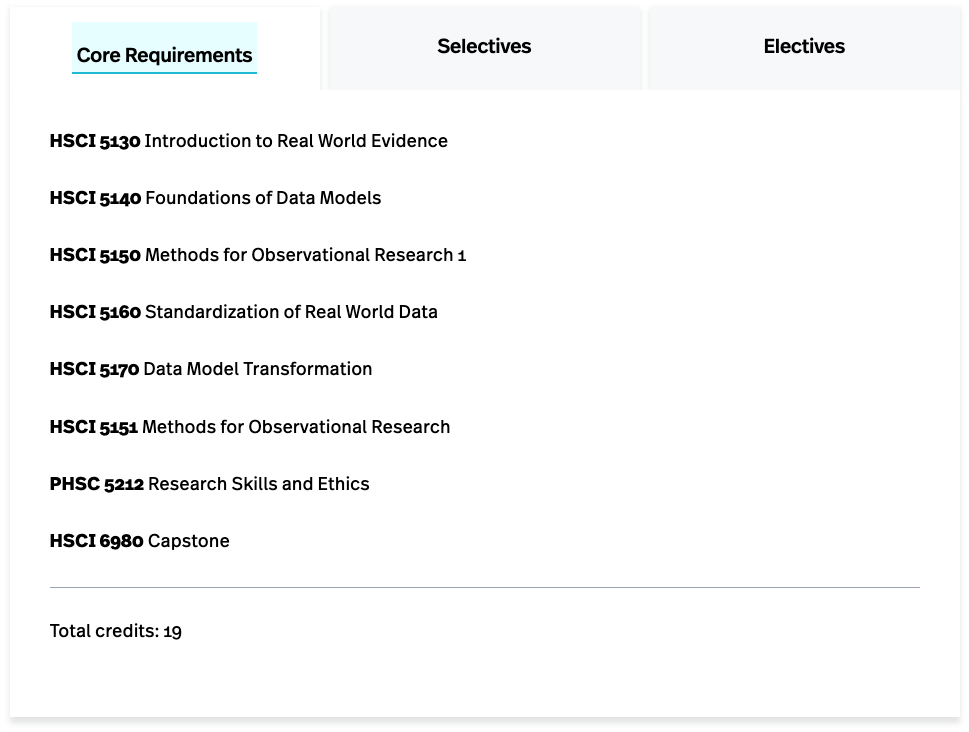 Core Requirements
Selectives
Electives
HSCI 5130 Introduction to Real World Evidence
HSCI 5140 Foundations of Data Models
HSCI 5150 Methods for Observational Research 1
HSCI 5160 Standardization of Real World Data
HSCI 5170 Data Model Transformation
HSCI 5151 Methods for Observational Research
PHSC 5212 Research Skills and Ethics
HSCI 6980 Capstone
Total credits: 19